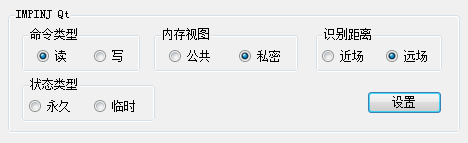 IMPINJ Qt
命令类型 内存视图 识别距离
读 写 公共 私密 近场 远场
状态类型
永久 临时 设置